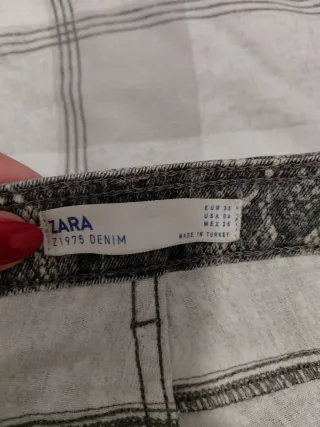 ZARA
Z1975 DENIM
EUR 38
USA 06
MEX 28
MADE IN TURKEY